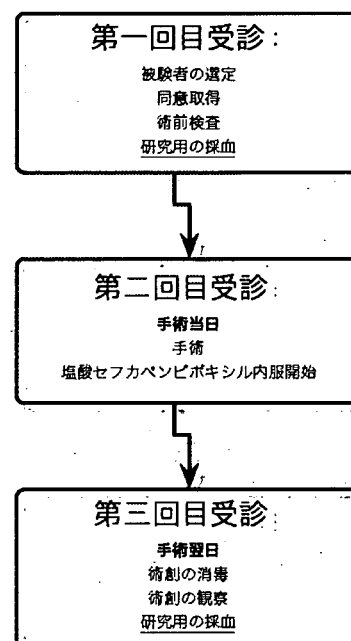 第一回目受診:
被験者の選定
同意取得
術前検査
研究用の採血
第二回目受診:
手術当日
手術
塩酸セフカペンピボキシル内服開始
第三回目受診:
手術翌日
術創の消毒
術創の観察
研究用の採血